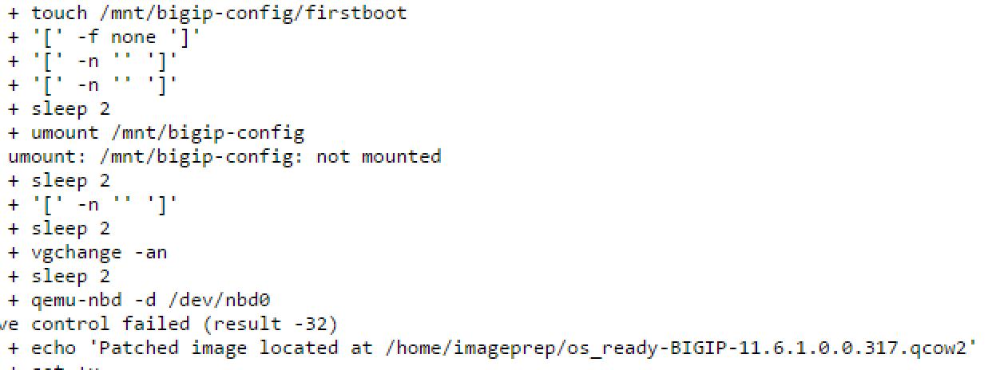 + touch /mnt/bigip-config/firstboot
+ '[' -f none ']'
+ '[' -n '' ']'
+ '[' -n '' ']'
+ sleep 2
+ umount /mnt/bigip-config
umount: /mnt/bigip-config: not mounted
+ sleep 2
+ '[' -n '' ']'
+ sleep 2
+ vgchange -an
+ sleep 2
+ qemu-nbd -d /dev/nbd0
ve control failed (result -32)
+ echo 'Patched image located at /home/imageprep/os_ready-BIGIP-11.6.1.0.0.317.qcow2'